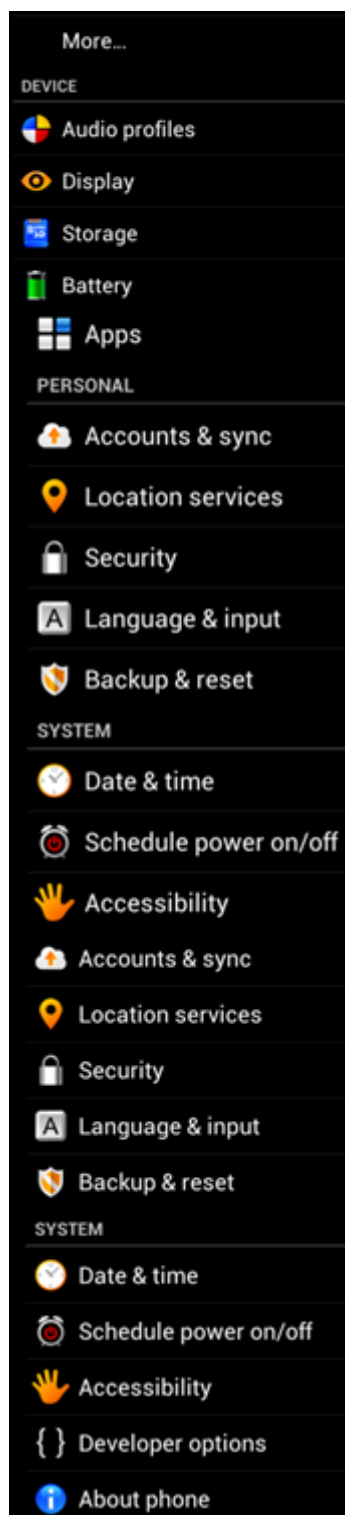 More...
DEVICE
Audio profiles
Display
Storage
Battery
Apps
PERSONAL
Accounts & sync
Location services
Security
A Language & input
Backup & reset
SYSTEM
Date & time
Schedule power on/off
Accessibility
Accounts & sync
Location services
Security
A Language & input
Backup & reset
SYSTEM
Date & time
Schedule power on/off
Accessibility
{ } Developer options
About phone